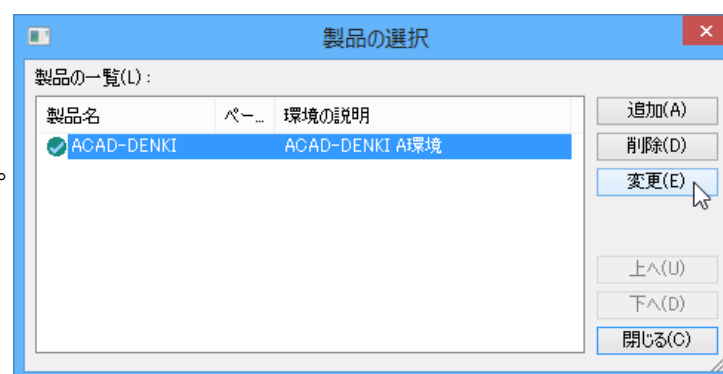 製品の選択
製品の一覧(L):
製品名 ペー... 環境の説明
ACAD-DENKI ACAD-DENKI AI環境
追加(A)
削除(D)
。
変更(E)
上へ(U)
下へ(D)
閉じる(C)